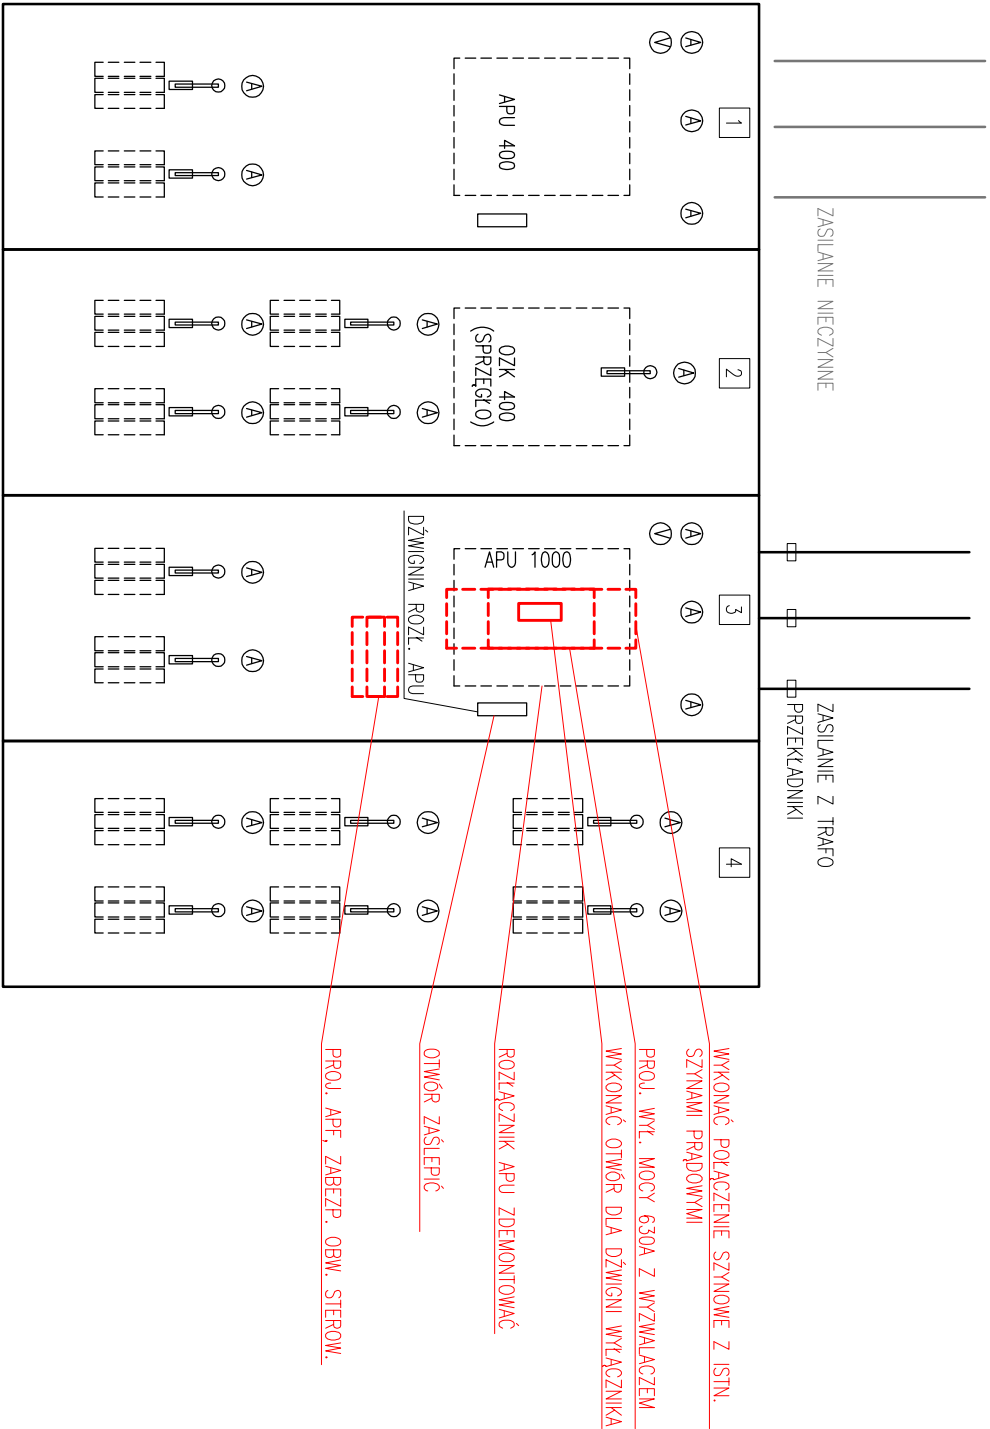 ZASILANIE NIECZYNNE
ZASILANIE Z TRAFO
PRZEKŁADNIKI
1
A
V
A
A
APU 400
A
A
2
A
OZK 400
(SPRZĘGŁO)
A
A
A
A
3
A
V
A
A
APU 1000
DŹWIGNIA ROZŁ. APU
A
A
4
A
A
A
A
A
A
WYKONAĆ POŁĄCZENIE SZYNOWE Z ISTN.
SZYNAMI PRĄDOWYMI
PROJ. WYŁ. MOCY 630A Z WYZWALACZEM
WYKONAĆ OTWÓR DLA DŹWIGNI WYŁĄCZNIKA
ROZŁĄCZNIK APU ZDEMONTOWAĆ
OTWÓR ZAŚLEPIĆ
PROJ. APF, ZABEZP. OBW. STEROW.